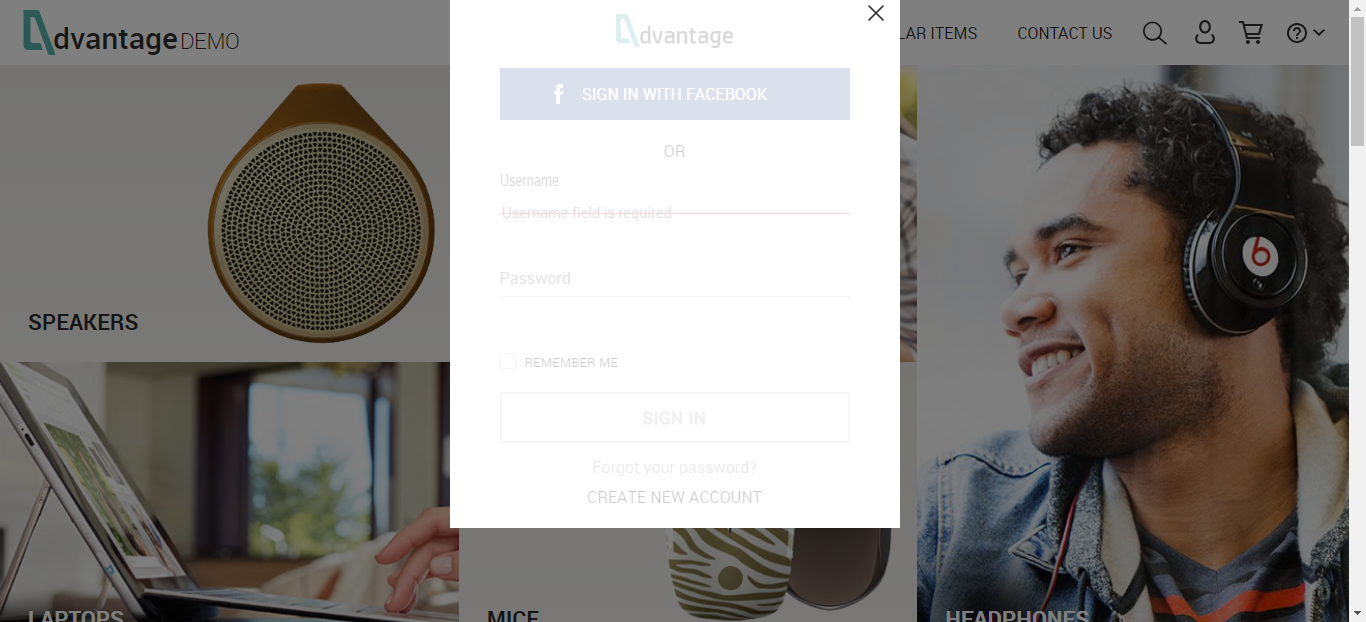 dvantage DEMO
LAR ITEMS
CONTACT US
dvantage
SIGN IN WITH FACEBOOK
OR
Username
Username field is required
Password
REMEMBER ME
SIGN IN
Forgot your password?
CREATE NEW ACCOUNT
SPEAKERS
LAPTOPS
MICE
HEADPHONES